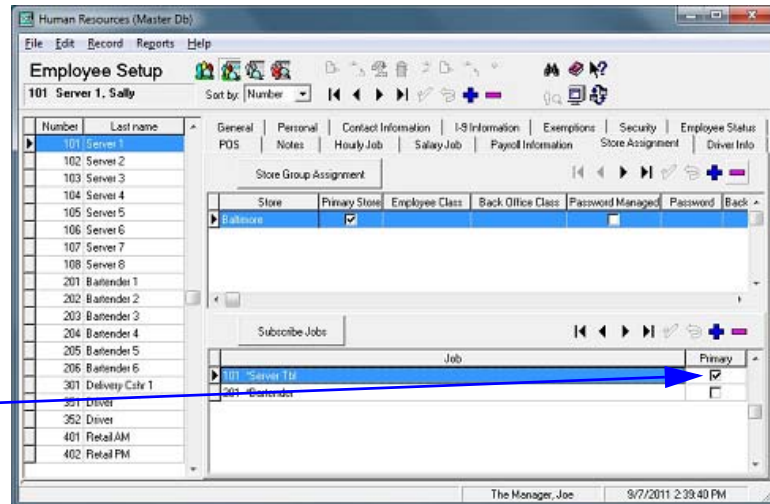 Human Resources (Master Db)
File Edit Record Reports Help
Employee Setup
101 Server 1, Sally
Sort by: Number
Number Last name
101 Server 1
102 Server 2
103 Server 3
104 Server 4
105 Server 5
106 Server 6
107 Server 7
108 Server 8
201 Bartender 1
202 Bartender 2
203 Bartender 3
204 Bartender 4
205 Bartender 5
206 Bartender 6
301 Delivery Cshr 1
351 Driver
352 Driver
401 Retail AM
402 Retail PM
General Personal Contact Information I-9 Information Exemptions Security Employee Status
POS Notes Hourly Job Salary Job Payroll Information Store Assignment Driver Info
Store Group Assignment
Store Primary Store Employee Class Back Office Class Password Managed Password Back
Baltimore
Subscribe Jobs
Job Primary
101 *Server Tbl
201 *Bartender
The Manager, Joe 9/7/2011 2:39:40 PM